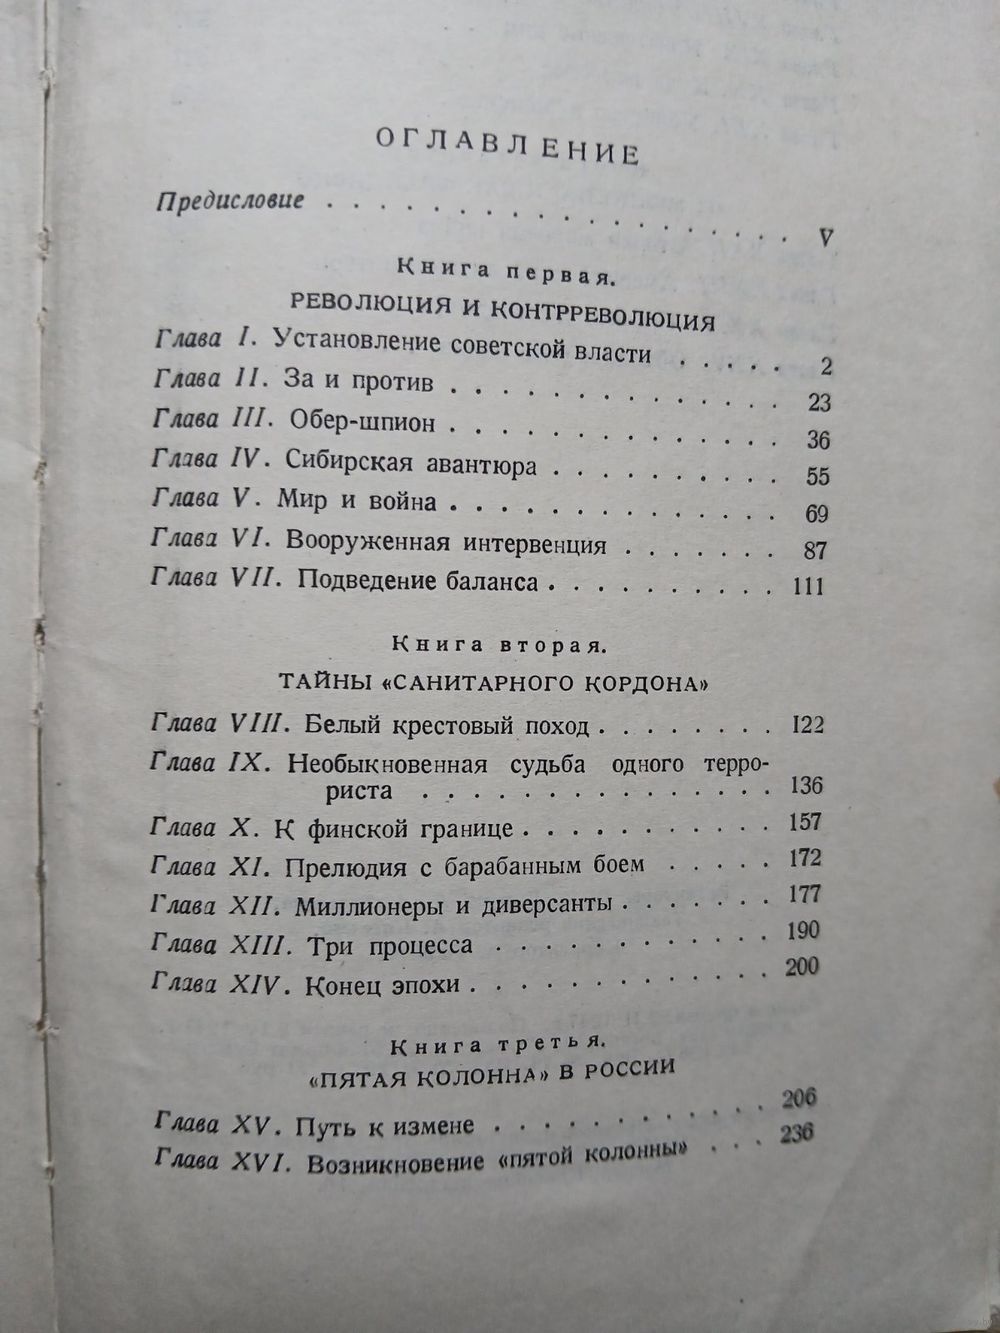 ОГЛАВЛЕНИЕ
Предисловие . . . . . . . . . . . . . . . . . . V
Книга первая.
РЕВОЛЮЦИЯ И КОНТРРЕВОЛЮЦИЯ
Глава I. Установление советской власти . . . . . 2
Глава II. За и против . . . . . . . . . . . . . 23
Глава III. Обер-шпион . . . . . . . . . . . . . 36
Глава IV. Сибирская авантюра . . . . . . . . . 55
Глава V. Мир и война . . . . . . . . . . . . . 69
Глава VI. Вооруженная интервенция . . . . . . 87
Глава VII. Подведение баланса . . . . . . . . . 111
Книга вторая.
ТАЙНЫ «САНИТАРНОГО КОРДОНА»
Глава VIII. Белый крестовый поход . . . . . . . 122
Глава IX. Необыкновенная судьба одного терро-
риста . . . . . . . . . . . . . . 136
Глава X. К финской границе . . . . . . . . . . 157
Глава XI. Прелюдия с барабанным боем . . . . . 172
Глава XII. Миллионеры и диверсанты . . . . . . 177
Глава XIII. Три процесса . . . . . . . . . . . 190
Глава XIV. Конец эпохи . . . . . . . . . . . . 200
Книга третья.
«ПЯТАЯ КОЛОННА» В РОССИИ
Глава XV. Путь к измене . . . . . . . . . . . 206
Глава XVI. Возникновение «пятой колонны» . . . 236